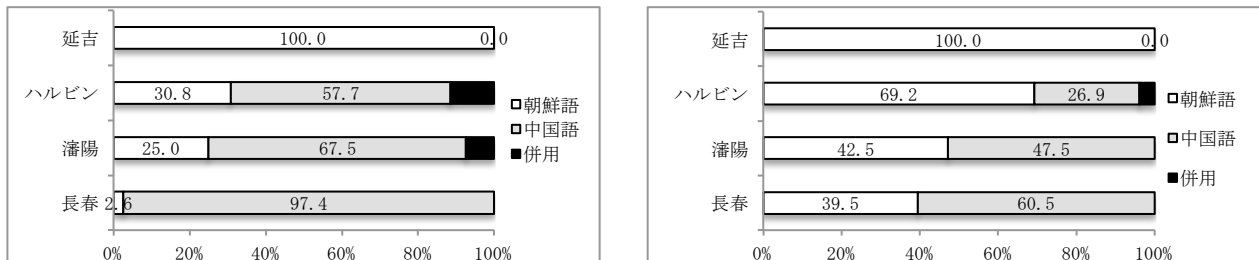 延吉 100.0 0.0
ハルビン 30.8 57.7
瀋陽 25.0 67.5
長春 2.6 97.4
0% 20% 40% 60% 80% 100%
朝鮮語
中国語
併用
延吉 100.0 0.0
ハルビン 69.2 26.9
瀋陽 42.5 47.5
長春 39.5 60.5
0% 20% 40% 60% 80% 100%
朝鮮語
中国語
併用